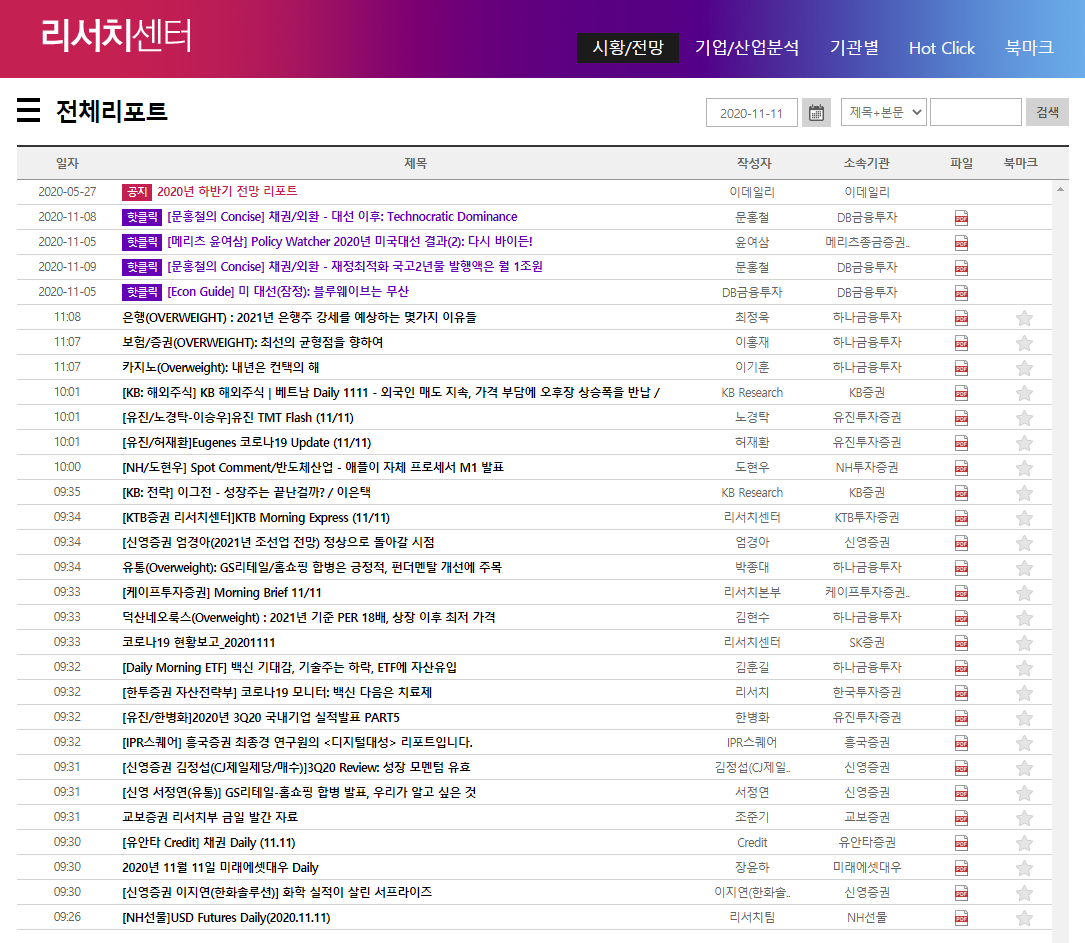 리서치센터
시황/전망 기업/산업분석 기관별 Hot Click 북마크
전체리포트 2020-11-11 제목+본문 검색
일자 제목 작성자 소속기관 파일 북마크
2020-05-27 공지 2020년 하반기 전망 리포트 이데일리 이데일리
2020-11-08 핫클릭 [문홍철의 Concise] 채권/외환 - 대선 이후: Technocratic Dominance 문홍철 DB금융투자
2020-11-05 핫클릭 [메리츠 윤여삼] Policy Watcher 2020년 미국대선 결과(2): 다시 바이든! 윤여삼 메리츠종금증권..
2020-11-09 핫클릭 [문홍철의 Concise] 채권/외환 - 재정최적화 국고2년물 발행액은 월 1조원 문홍철 DB금융투자
2020-11-05 핫클릭 [Econ Guide] 미 대선(잠정): 블루웨이브는 무산 DB금융투자 DB금융투자
11:08 은행(OVERWEIGHT) : 2021년 은행주 강세를 예상하는 몇가지 이유들 최정욱 하나금융투자
11:07 보험/증권(OVERWEIGHT): 최선의 균형점을 향하여 이홍재 하나금융투자
11:07 카지노(Overweight): 내년은 컨택의 해 이기훈 하나금융투자
10:01 [KB: 해외주식] KB 해외주식 | 베트남 Daily 1111 - 외국인 매도 지속, 가격 부담에 오후장 상승폭을 반납 / KB Research KB증권
10:01 [유진/노경탁-이승우]유진 TMT Flash (11/11) 노경탁 유진투자증권
10:01 [유진/허재환]Eugenes 코로나19 Update (11/11) 허재환 유진투자증권
10:00 [NH/도현우] Spot Comment/반도체산업 - 애플이 자체 프로세서 M1 발표 도현우 NH투자증권
09:35 [KB: 전략] 이그전 - 성장주는 끝난걸까? / 이은택 KB Research KB증권
09:34 [KTB증권 리서치센터]KTB Morning Express (11/11) 리서치센터 KTB투자증권
09:34 [신영증권 엄경아(2021년 조선업 전망) 정상으로 돌아갈 시점 엄경아 신영증권
09:34 유통(Overweight): GS리테일/홈쇼핑 합병은 긍정적, 펀더멘탈 개선에 주목 박종대 하나금융투자
09:33 [케이프투자증권] Morning Brief 11/11 리서치본부 케이프투자증권..
09:33 덕산네오룩스(Overweight) : 2021년 기준 PER 18배, 상장 이후 최저 가격 김현수 하나금융투자
09:33 코로나19 현황보고_20201111 리서치센터 SK증권
09:32 [Daily Morning ETF] 백신 기대감, 기술주는 하락, ETF에 자산유입 김훈길 하나금융투자
09:32 [한투증권 자산전략부] 코로나19 모니터: 백신 다음은 치료제 리서치 한국투자증권
09:32 [유진/한병화]2020년 3Q20 국내기업 실적발표 PART5 한병화 유진투자증권
09:32 [IPR스퀘어] 흥국증권 최종경 연구원의 <디지털대성> 리포트입니다. IPR스퀘어 흥국증권
09:31 [신영증권 김정섭(CJ제일제당/매수)]3Q20 Review: 성장 모멘텀 유효 김정섭(CJ제일.. 신영증권
09:31 [신영 서정연(유통)] GS리테일-홈쇼핑 합병 발표, 우리가 알고 싶은 것 서정연 신영증권
09:31 교보증권 리서치부 금일 발간 자료 조준기 교보증권
09:30 [유안타 Credit] 채권 Daily (11.11) Credit 유안타증권
09:30 2020년 11월 11일 미래에셋대우 Daily 장윤하 미래에셋대우
09:30 [신영증권 이지연(한화솔루션)] 화학 실적이 살린 서프라이즈 이지연(한화솔.. 신영증권
09:26 [NH선물]USD Futures Daily(2020.11.11) 리서치팀 NH선물